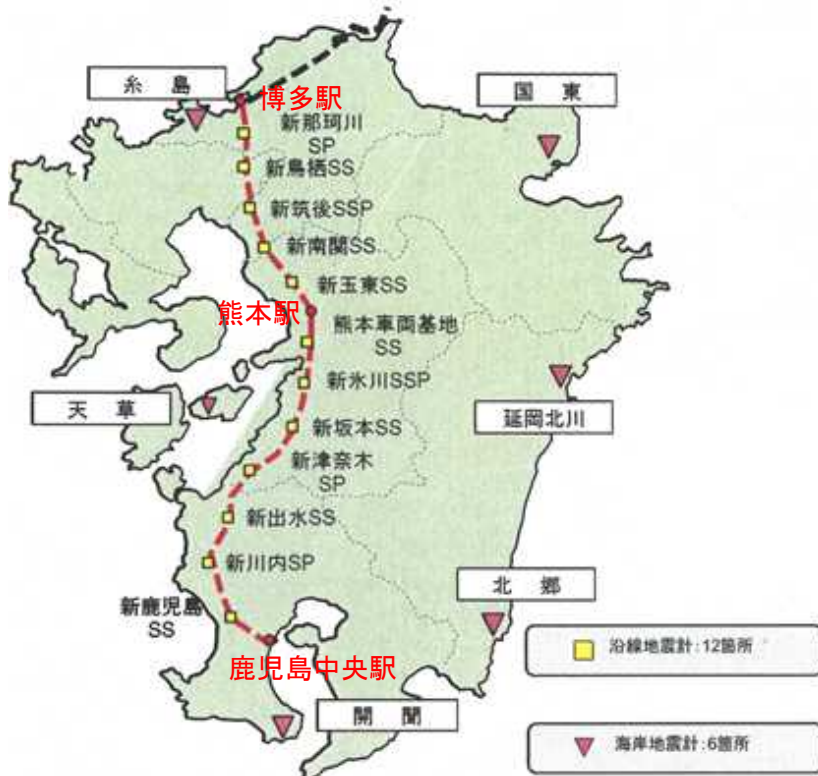 糸 島
博多駅
国 東
新那珂川
SP
新鳥栖SS
新筑後SSP
新南関SS
新玉東SS
熊本駅
熊本車両基地
SS
新氷川SSP
天 草
延岡北川
新坂本SS
新津奈木
SP
新出水SS
新川内SP
北 郷
新鹿児島
SS
沿線地震計:12箇所
鹿児島中央駅
開 聞
海岸地震計:6箇所